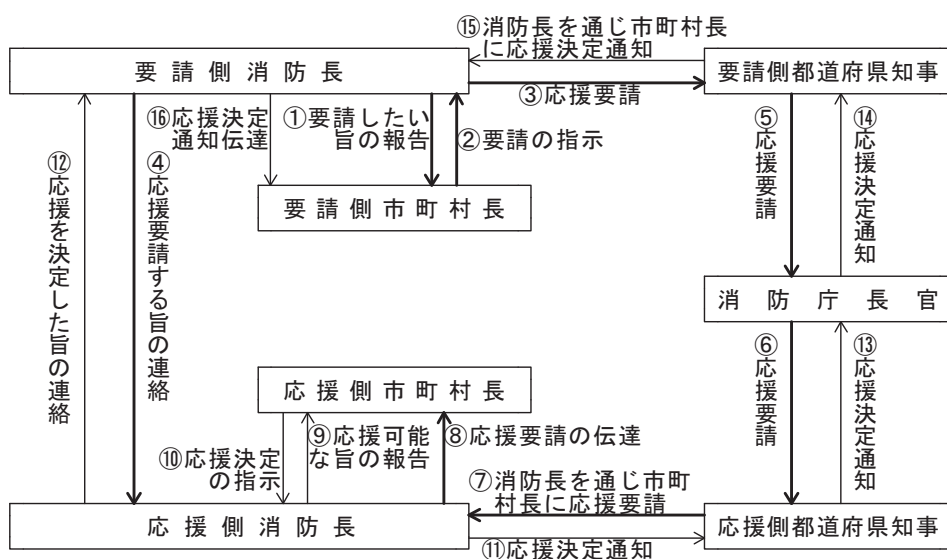 ⑮消防長を通じ市町村長
に応援決定通知
要請側消防長
要請側都道府県知事
③応援要請
⑯応援決定
通知伝達
①要請したい
旨の報告
②要請の指示
⑤応援要請
⑭応援決定通知
⑫応援を決定した旨の連絡
④応援要請する旨の連絡
要請側市町村長
消防庁長官
応援側市町村長
⑥応援要請
⑬応援決定通知
⑩応援決定
の指示
⑨応援可能
な旨の報告
⑧応援要請の伝達
⑦消防長を通じ市町
村長に応援要請
応援側消防長
応援側都道府県知事
⑪応援決定通知